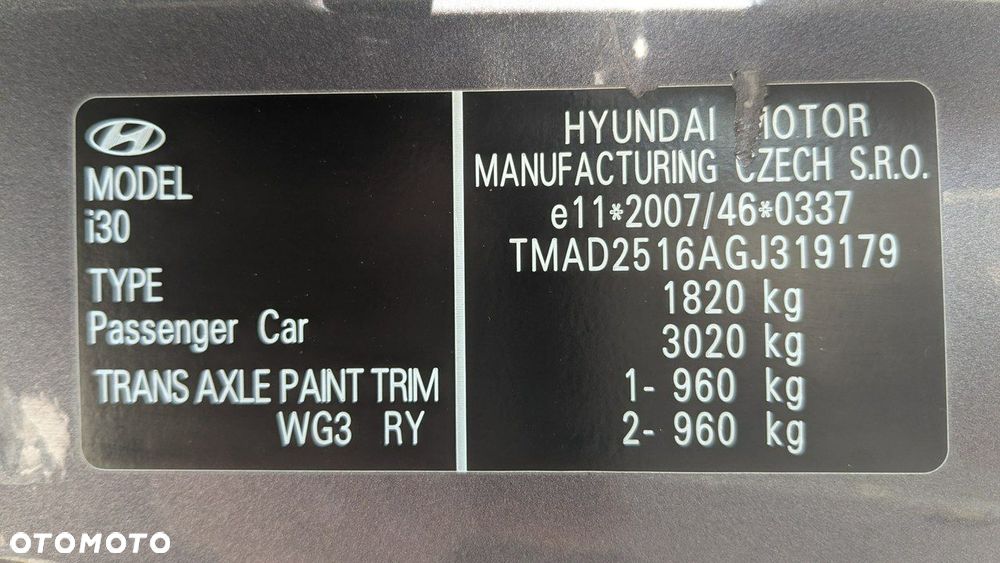 MODEL
i30
TYPE
Passenger Car
TRANS AXLE PAINT TRIM
WG3 RY
HYUNDAI MOTOR
MANUFACTURING CZECH S.R.O.
e11*2007/46*0337
TMAD2516AGJ319179
1820 kg
3020 kg
1- 960 kg
2- 960 kg
OTOMOTO